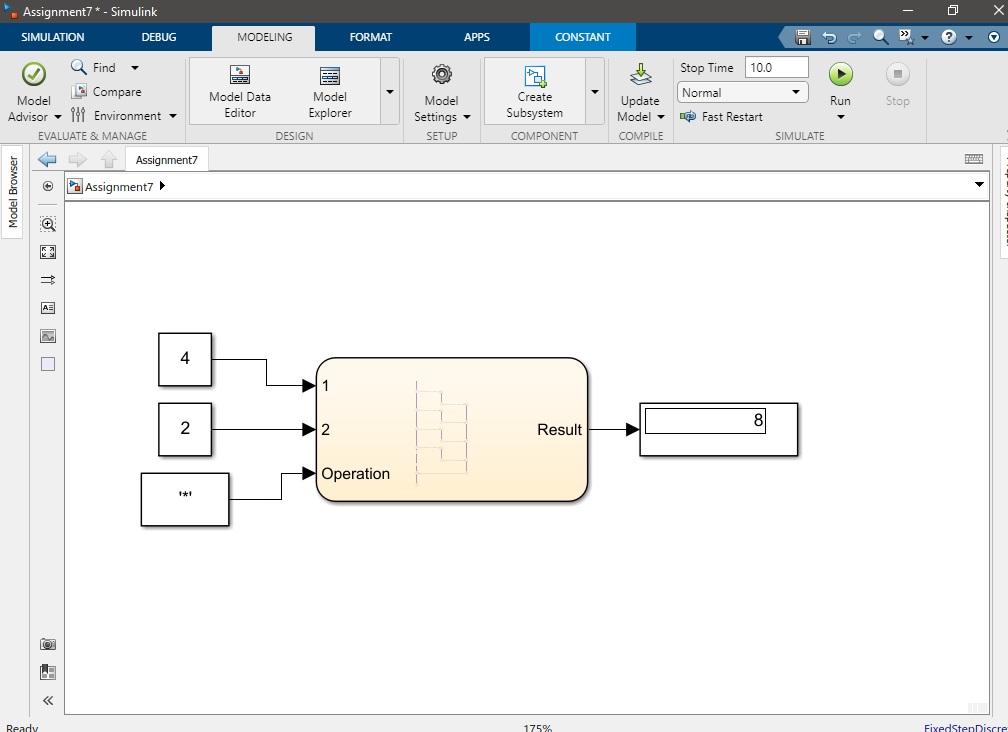 Assignment7 * - Simulink
SIMULATION DEBUG MODELING FORMAT APPS CONSTANT
Find
Compare
Environment
Model
Advisor
EVALUATE & MANAGE
Model Data
Editor
Model
Explorer
DESIGN
Model
Settings
SETUP
Create
Subsystem
COMPONENT
Update
Model
COMPILE
Stop Time 10.0
Normal
Fast Restart
Run
Stop
SIMULATE
Model Browser
Assignment7
Assignment7
4
2
'*'
1
2
Operation
Result
8
Ready 175% FixedStepDiscre